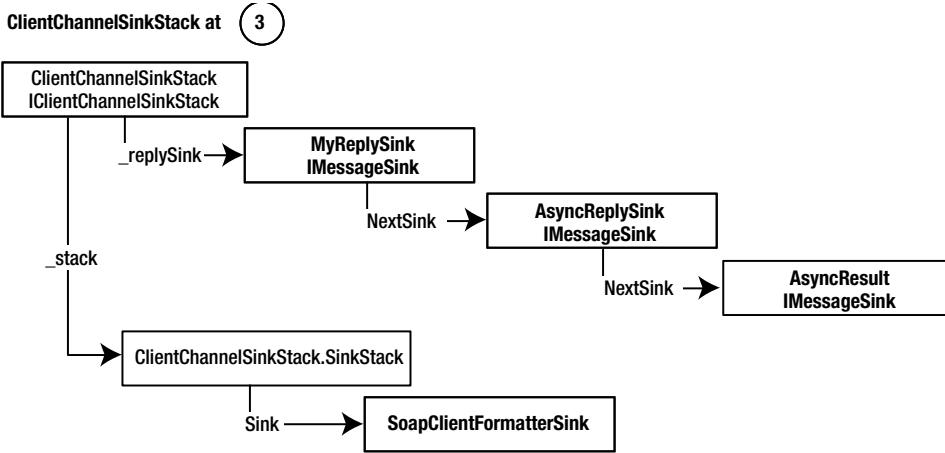 ClientChannelSinkStack at 3
ClientChannelSinkStack
IClientChannelSinkStack
_replySink
MyReplySink
IMessageSink
NextSink
AsyncReplySink
IMessageSink
_stack
NextSink
AsyncResult
IMessageSink
ClientChannelSinkStack.SinkStack
Sink
SoapClientFormatterSink